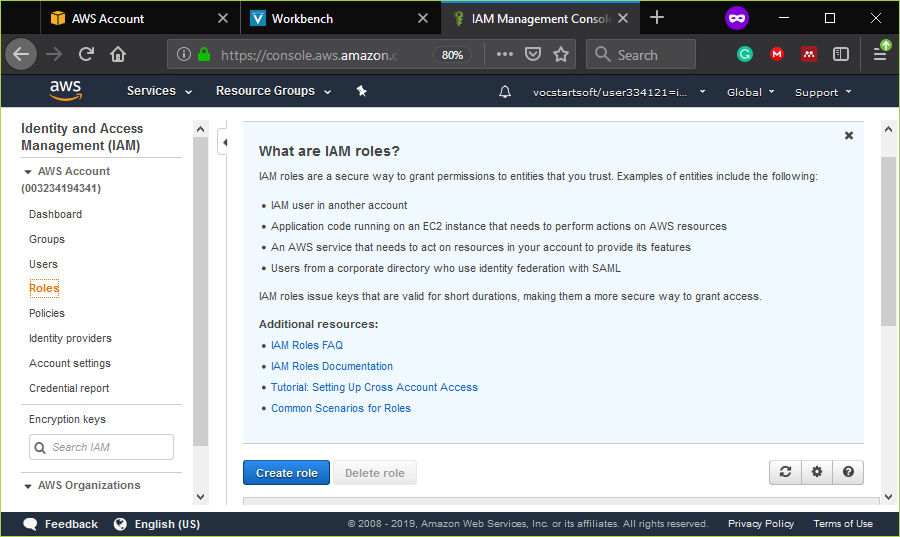 AWS Account
Workbench
IAM Management Consol
https://console.aws.amazon.c
80%
Search
aws
Services
Resource Groups
vocstartsoft/user334121=i...
Global
Support
Identity and Access
Management (IAM)
AWS Account
(003234194341)
Dashboard
Groups
Users
Roles
Policies
Identity providers
Account settings
Credential report
Encryption keys
Search IAM
AWS Organizations
What are IAM roles?
IAM roles are a secure way to grant permissions to entities that you trust. Examples of entities include the following:
IAM user in another account
Application code running on an EC2 instance that needs to perform actions on AWS resources
An AWS service that needs to act on resources in your account to provide its features
Users from a corporate directory who use identity federation with SAML
IAM roles issue keys that are valid for short durations, making them a more secure way to grant access.
Additional resources:
IAM Roles FAQ
IAM Roles Documentation
Tutorial: Setting Up Cross Account Access
Common Scenarios for Roles
Create role
Delete role
Feedback
English (US)
© 2008 - 2019, Amazon Web Services, Inc. or its affiliates. All rights reserved.
Privacy Policy
Terms of Use